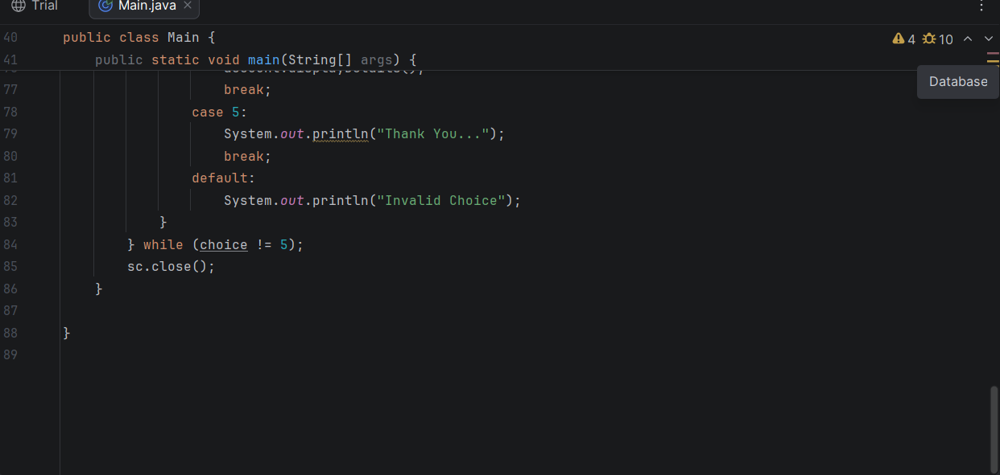 Trial Main.java
40 public class Main {
4 10
41 public static void main(String[] args) {
Database
77 break;
78 case 5:
79 System.out.println("Thank You...");
80 break;
81 default:
82 System.out.println("Invalid Choice");
83 }
84 } while (choice != 5);
85 sc.close();
86 }
87
88 }
89